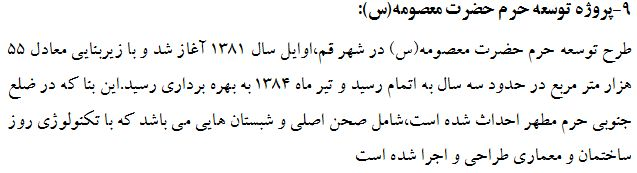 ۹-پروژه توسعه حرم حضرت معصومه(س):
طرح توسعه حرم حضرت معصومه(س) در شهر قم،اوایل سال ۱۳۸۱ آغاز شد و با زیربنایی معادل ۵۵
هزار متر مربع در حدود سه سال به اتمام رسید و تیر ماه ۱۳۸۴ به بهره برداری رسید.این بنا که در ضلع
جنوبی حرم مطهر احداث شده است،شامل صحن اصلی و شبستان هایی می باشد که با تکنولوژی روز
ساختمان و معماری طراحی و اجرا شده است